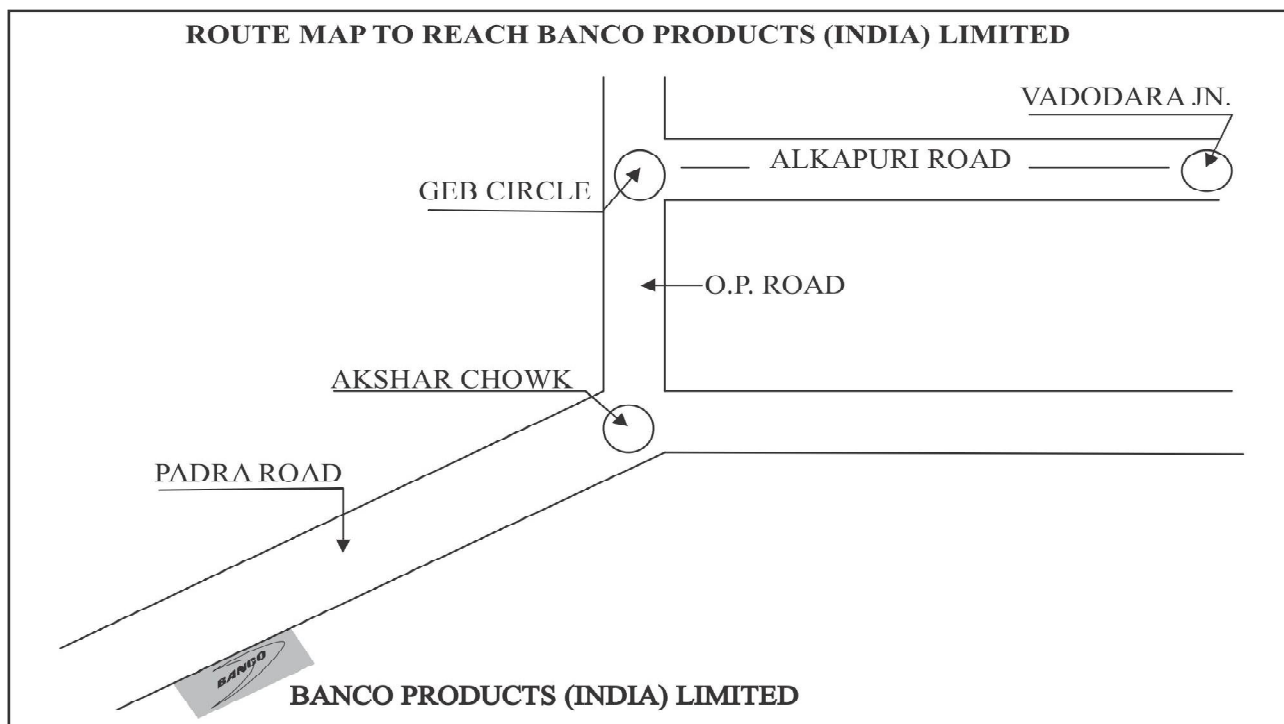 ROUTE MAP TO REACH BANCO PRODUCTS (INDIA) LIMITED
VADODARA JN.
ALKAPURI ROAD
GEB CIRCLE
O.P. ROAD
AKSHAR CHOWK
PADRA ROAD
BANCO
BANCO PRODUCTS (INDIA) LIMITED